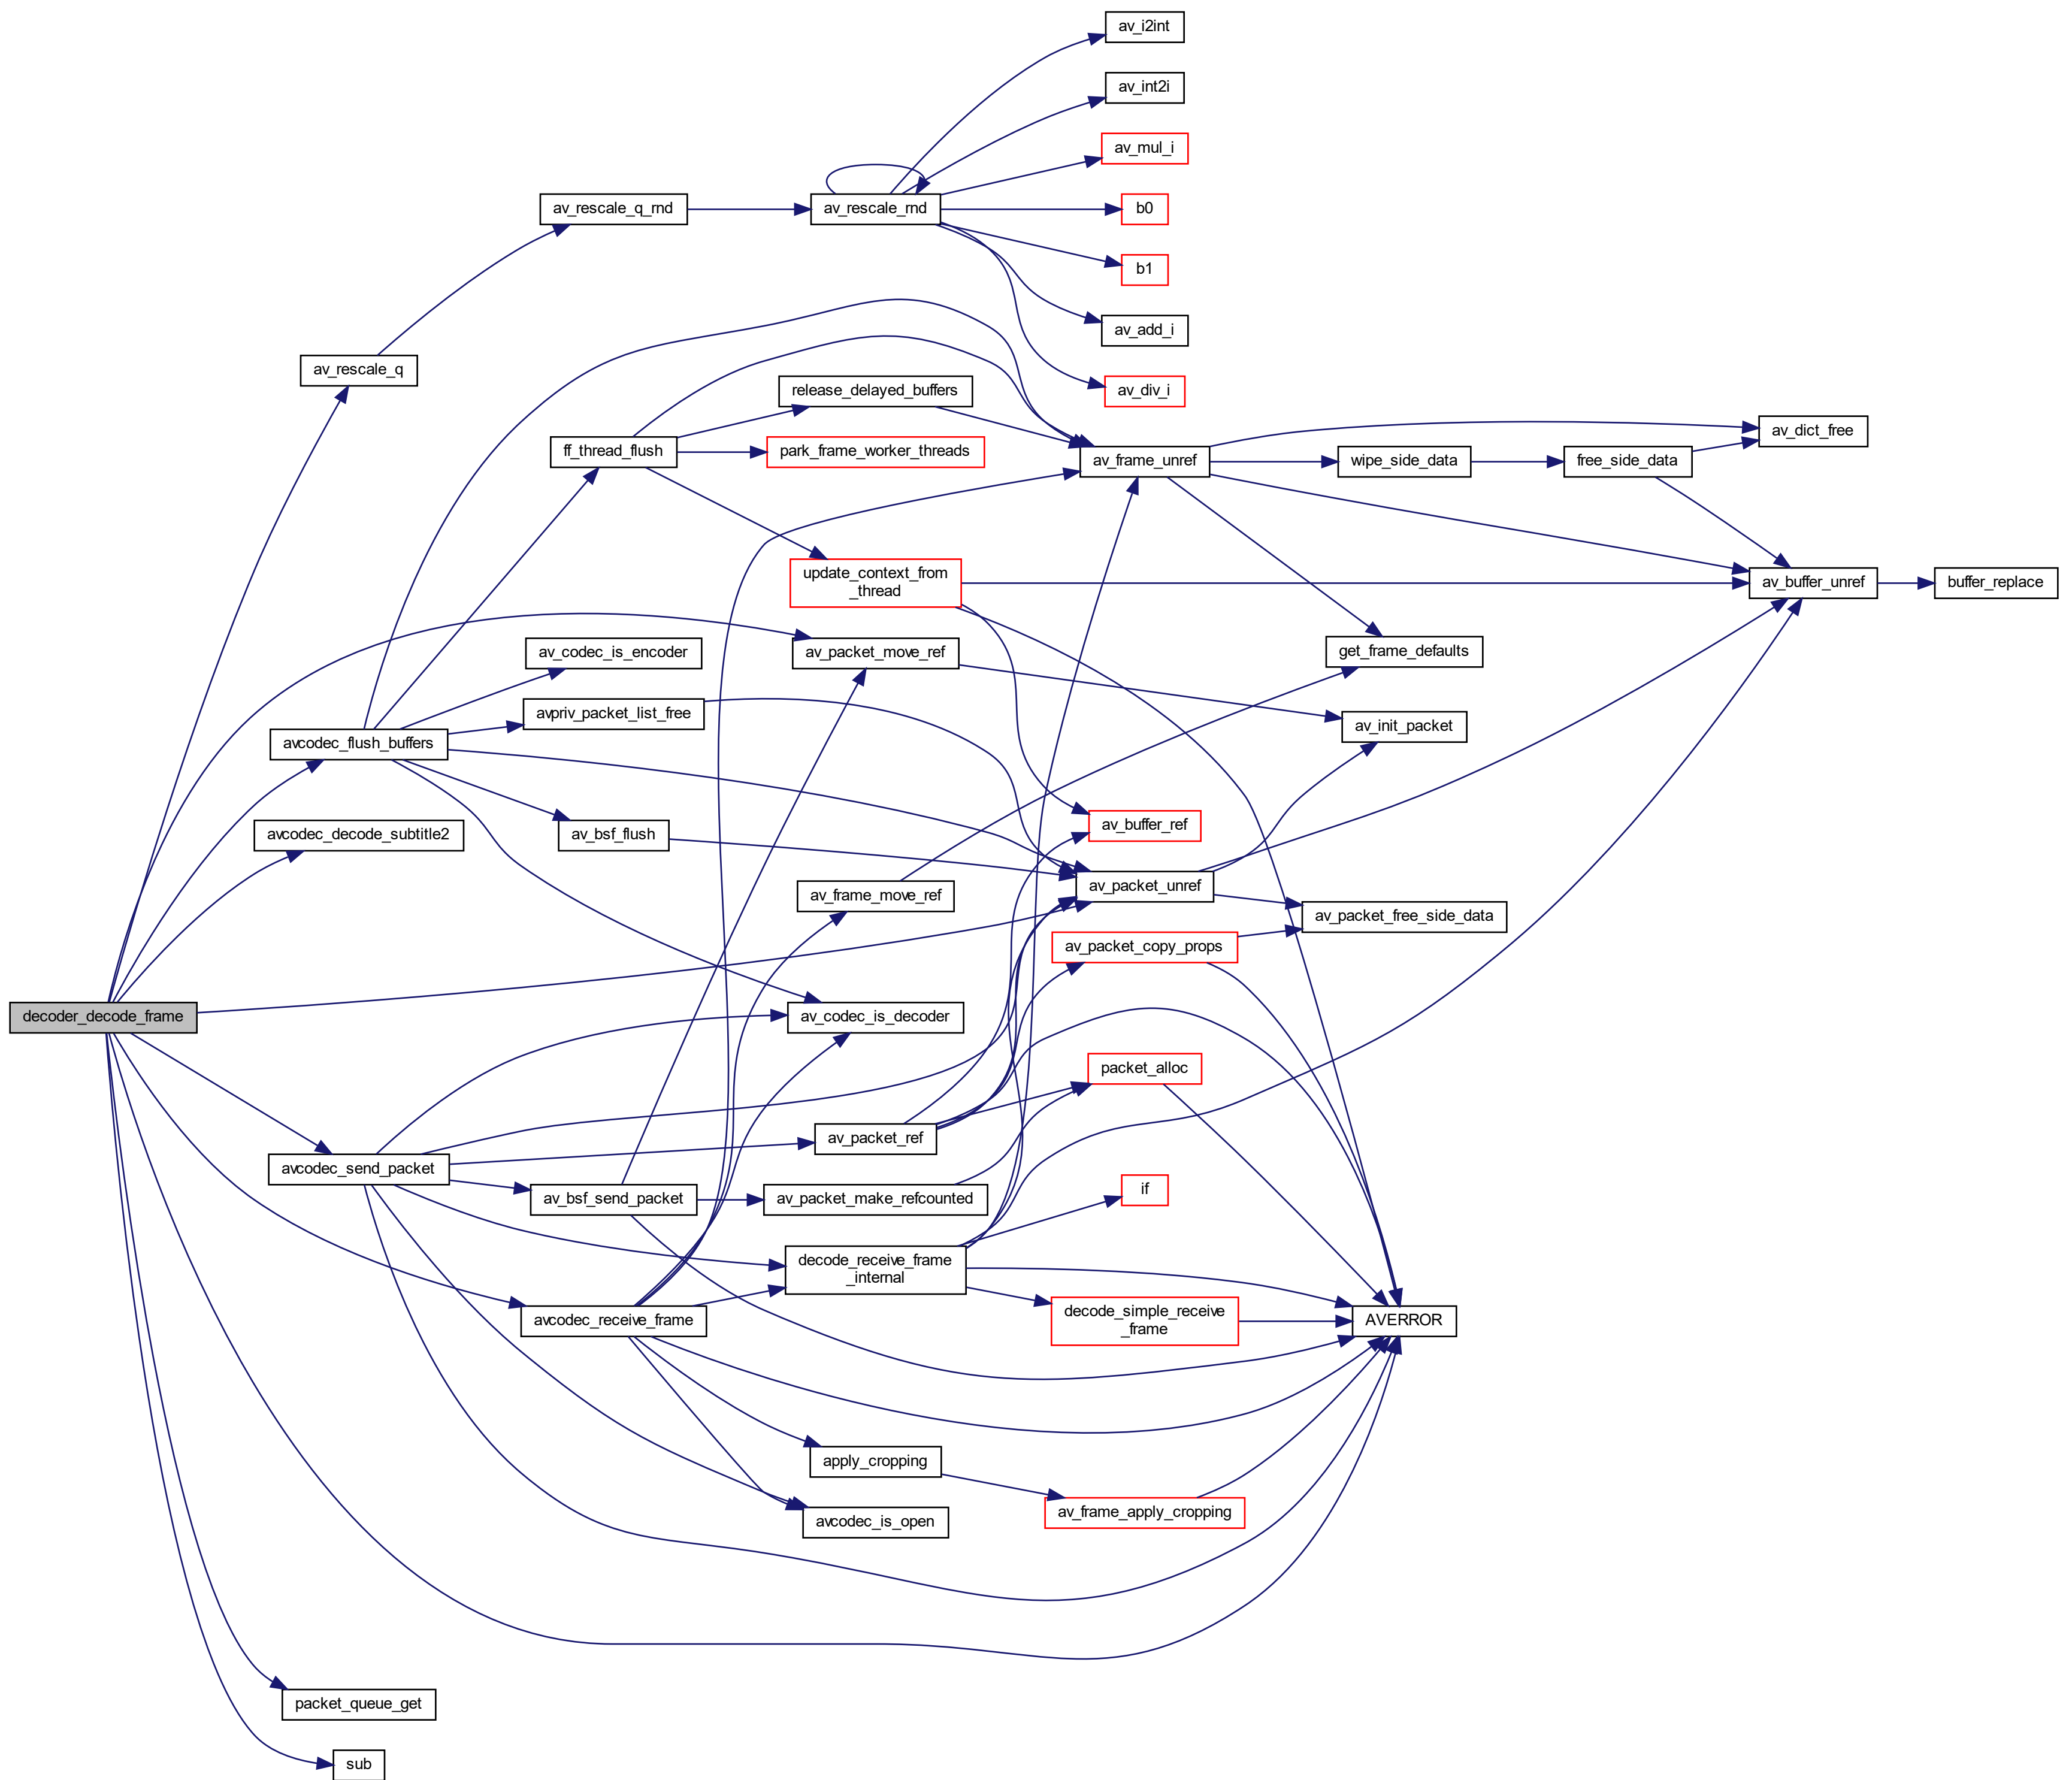 av_i2int
av_int2i
av_mul_i
av_rescale_q_rnd
av_rescale_rnd
b0
b1
av_add_i
av_rescale_q
av_div_i
release_delayed_buffers
av_dict_free
ff_thread_flush
park_frame_worker_threads
av_frame_unref
wipe_side_data
free_side_data
update_context_from
_thread
av_buffer_unref
buffer_replace
av_codec_is_encoder
av_packet_move_ref
get_frame_defaults
avpriv_packet_list_free
av_init_packet
avcodec_flush_buffers
avcodec_decode_subtitle2
av_bsf_flush
av_buffer_ref
av_frame_move_ref
av_packet_unref
av_packet_free_side_data
av_packet_copy_props
decoder_decode_frame
av_codec_is_decoder
packet_alloc
av_packet_ref
avcodec_send_packet
av_bsf_send_packet
av_packet_make_refcounted
if
decode_receive_frame
_internal
avcodec_receive_frame
decode_simple_receive
_frame
AVERROR
apply_cropping
av_frame_apply_cropping
avcodec_is_open
packet_queue_get
sub